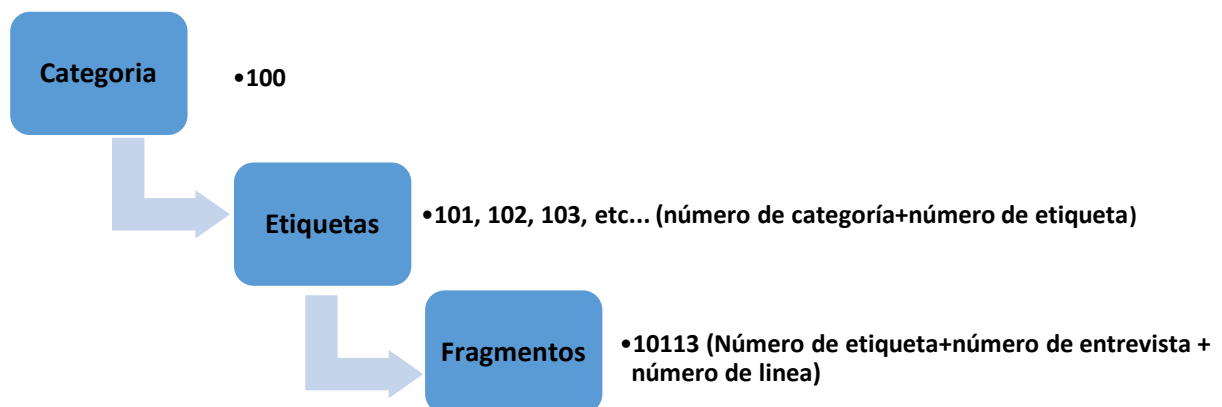 Categoria
•100
Etiquetas
•101, 102, 103, etc... (número de categoría+número de etiqueta)
Fragmentos
•10113 (Número de etiqueta+número de entrevista +
número de linea)